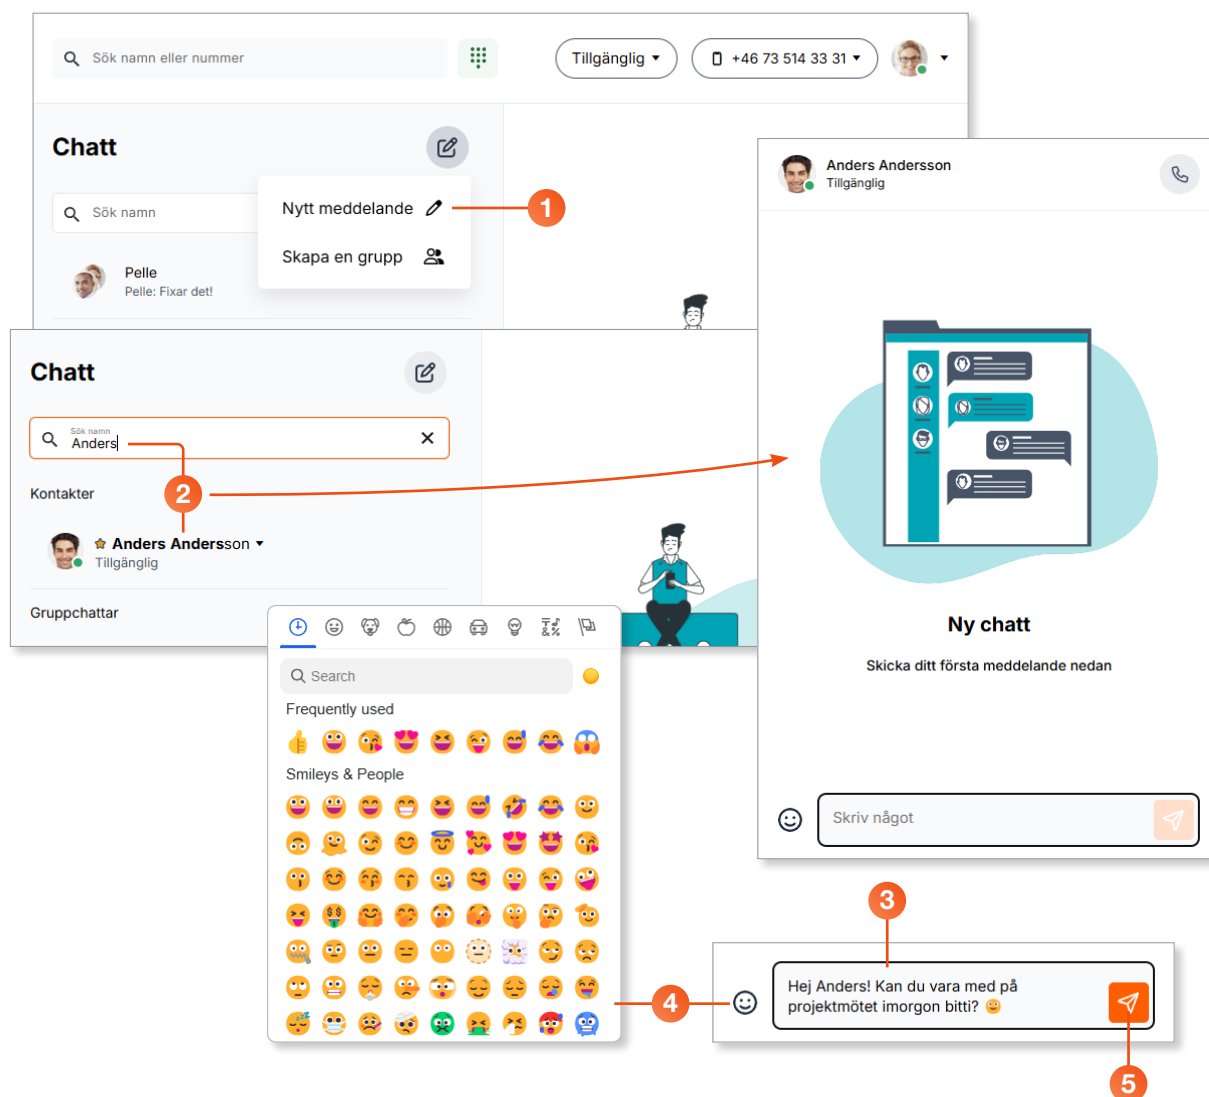 Sök namn eller nummer
Tillgänglig
+46 73 514 33 31
Chatt
Nytt meddelande
1
Sök namn
Skapa en grupp
Pelle
Pelle: Fixar det!
Anders Andersson
Tillgänglig
Chatt
Sök namn
Anders
2
Kontakter
Anders Andersson
Tillgänglig
Gruppchattar
Ny chatt
Skicka ditt första meddelande nedan
Skriv något
Search
Frequently used
Smileys & People
3
Hej Anders! Kan du vara med på
projektmötet imorgon bitti?
4
5